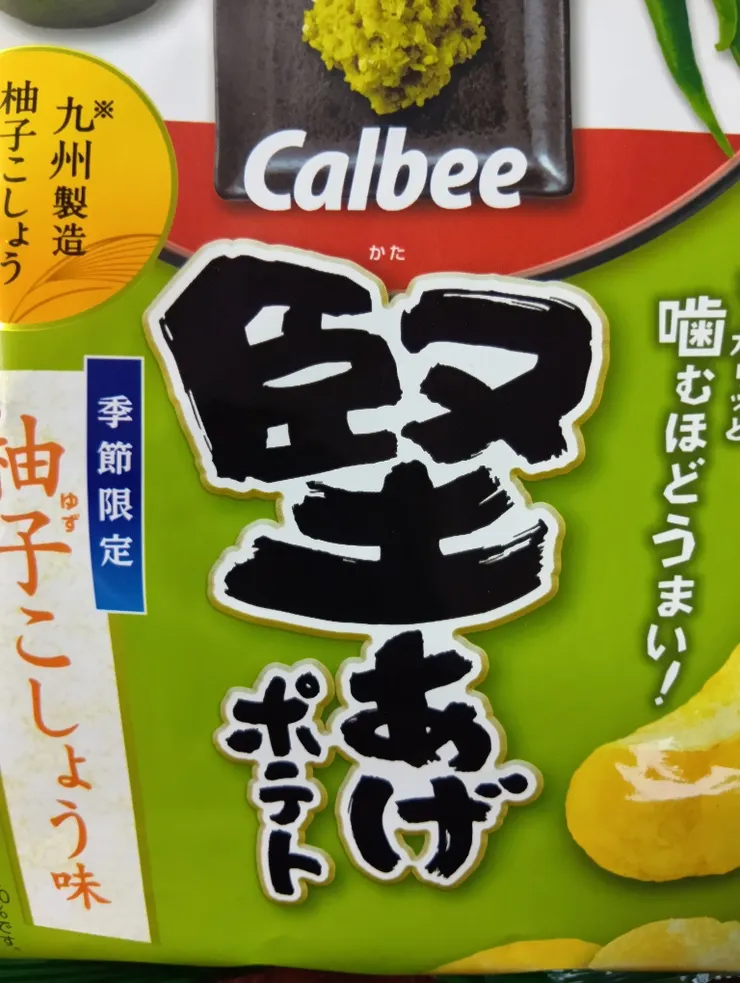 Calbee
※
九州製造
柚子こしょう
かた
堅
あげ
ポテト
噛むほどうまい!
季節限定
柚子こしょう味
ゆず